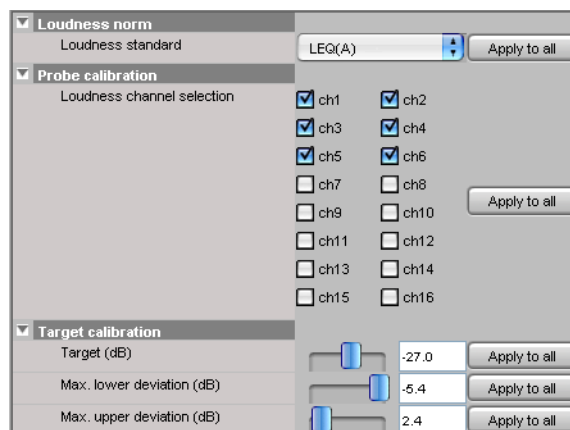 Loudness norm
Loudness standard LEQ(A) Apply to all
Probe calibration
Loudness channel selection ch1 ch2
ch3 ch4
ch5 ch6
ch7 ch8
Apply to all
ch9 ch10
ch11 ch12
ch13 ch14
ch15 ch16
Target calibration
Target (dB) -27.0 Apply to all
Max. lower deviation (dB) -5.4 Apply to all
Max. upper deviation (dB) 2.4 Apply to all